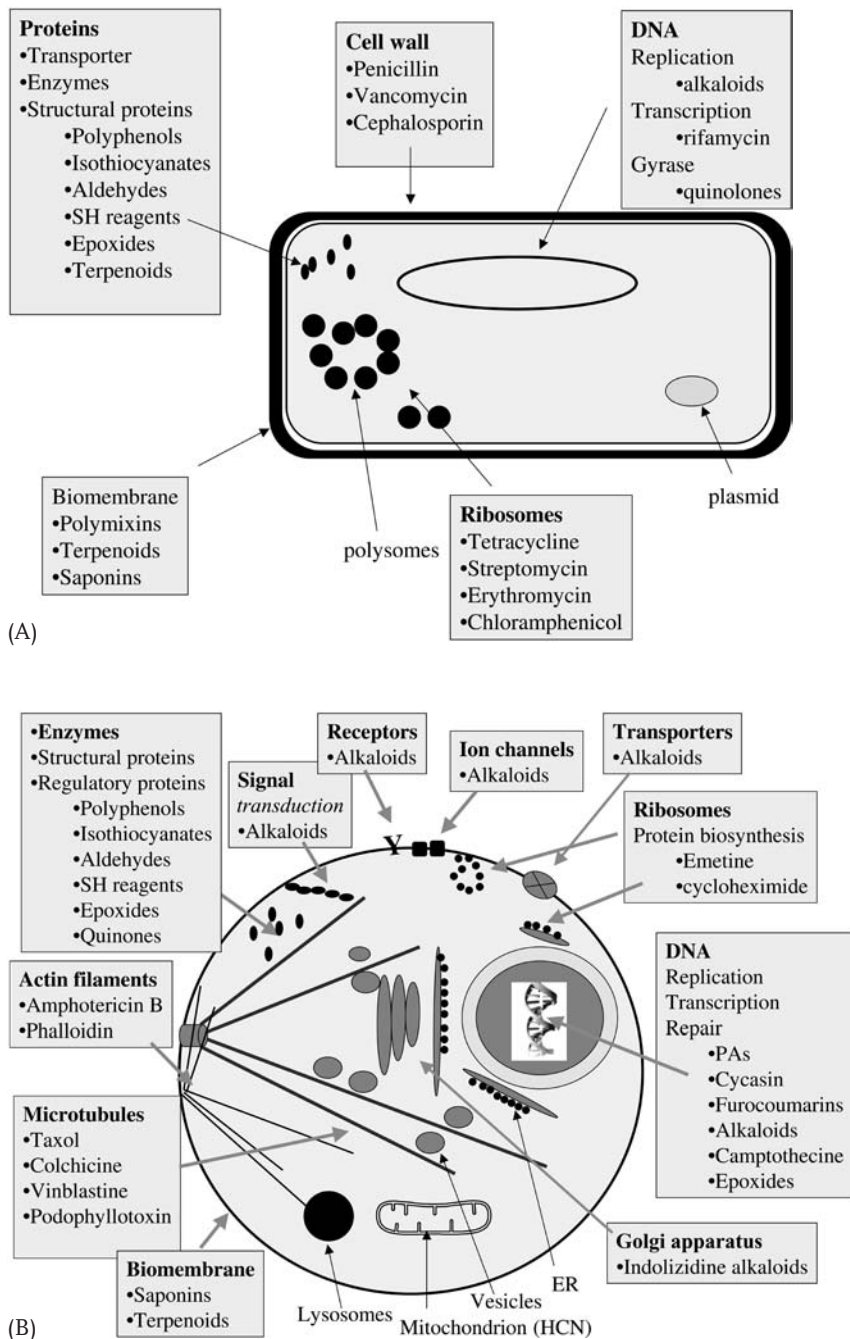 Proteins
•Transporter
•Enzymes
•Structural proteins
•Polyphenols
•Isothiocyanates
•Aldehydes
•SH reagents
•Epoxides
•Terpenoids
Cell wall
•Penicillin
•Vancomycin
•Cephalosporin
DNA
Replication
•alkaloids
Transcription
•rifamycin
Gyrase
•quinolones
Biomembrane
•Polymixins
•Terpenoids
•Saponins
polysomes
Ribosomes
•Tetracycline
•Streptomycin
•Erythromycin
•Chloramphenicol
plasmid
(A)
•Enzymes
•Structural proteins
•Regulatory proteins
•Polyphenols
•Isothiocyanates
•Aldehydes
•SH reagents
•Epoxides
•Quinones
Signal
transduction
•Alkaloids
Receptors
•Alkaloids
Ion channels
•Alkaloids
Transporters
•Alkaloids
Ribosomes
Protein biosynthesis
•Emetine
•cycloheximide
Y
Actin filaments
•Amphotericin B
•Phalloidin
DNA
Replication
Transcription
Repair
•PAs
•Cycasin
•Furocoumarins
•Alkaloids
•Camptothecine
•Epoxides
Microtubules
•Taxol
•Colchicine
•Vinblastine
•Podophyllotoxin
Golgi apparatus
•Indolizidine alkaloids
Biomembrane
•Saponins
•Terpenoids
Lysosomes
Mitochondrion (HCN)
Vesicles
ER
(B)